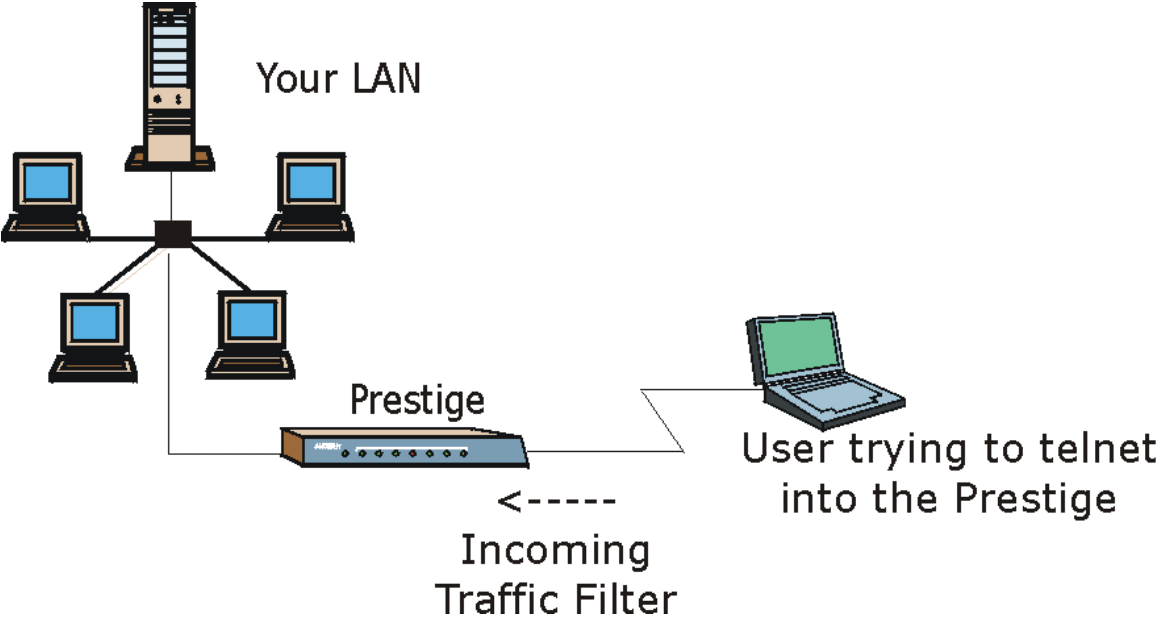 Your LAN
Prestige
User trying to telnet
into the Prestige
<-----
Incoming
Traffic Filter